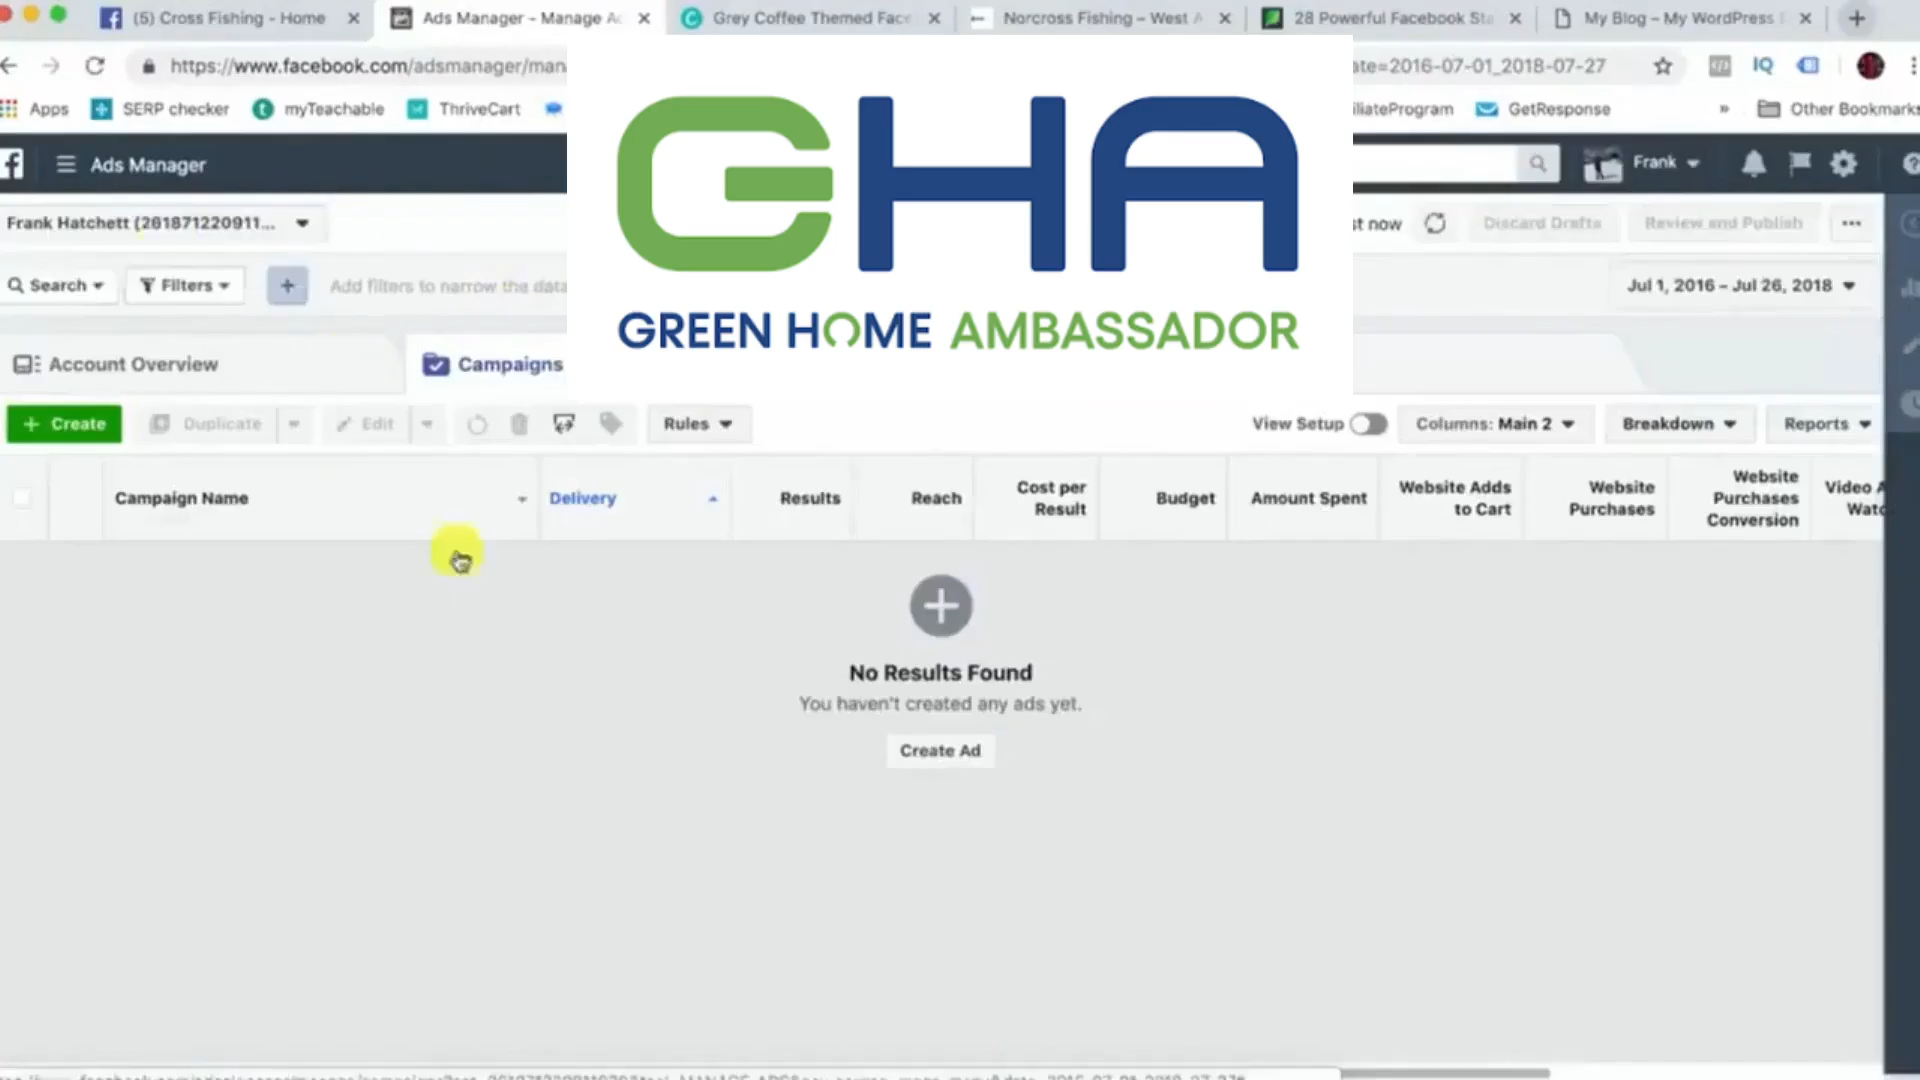 (5) Cross Fishing - Home
Ads Manager - Manage Ac
Grey Coffee Themed Face
Norcross Fishing – West A
28 Powerful Facebook Sta
My Blog – My WordPress
https://www.facebook.com/adsmanager/man
ate=2016-07-01_2018-07-27
IQ
Apps
SERP checker
myTeachable
ThriveCart
iliateProgram
GetResponse
»
Other Bookmarks
GHA
GREEN HOME AMBASSADOR
Ads Manager
Frank
Frank Hatchett (261871220911...
st now
Discard Drafts
Review and Publish
Search
Filters
Add filters to narrow the data
Jul 1, 2016 – Jul 26, 2018
Account Overview
Campaigns
+ Create
Duplicate
Edit
Rules
View Setup
Columns: Main 2
Breakdown
Reports
Campaign Name
Delivery
Results
Reach
Cost per
Result
Budget
Amount Spent
Website Adds
to Cart
Website
Purchases
Website
Purchases
Conversion
Video A
Watc
No Results Found
You haven't created any ads yet.
Create Ad